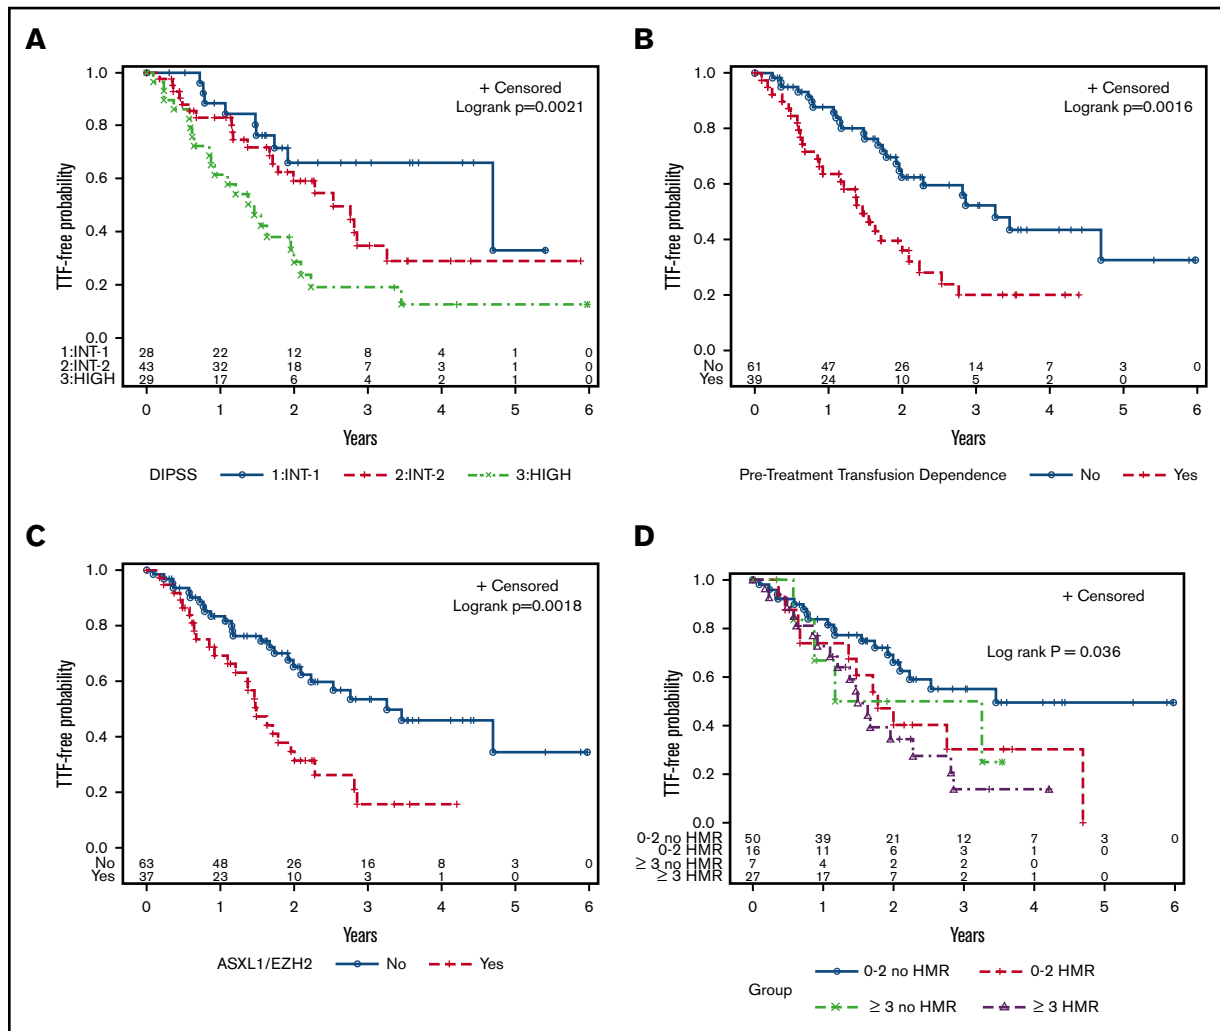 A
+ Censored
Logrank p=0.0021
TTF-free probability
1.0
0.8
0.6
0.4
0.2
0.0
1:INT-1 28 22 12 8 4 1 0
2:INT-2 43 32 18 7 3 1 0
3:HIGH 29 17 6 4 2 1 0
0 1 2 3 4 5 6
Years
DIPSS 1:INT-1 2:INT-2 3:HIGH
B
+ Censored
Logrank p=0.0016
TTF-free probability
1.0
0.8
0.6
0.4
0.2
0.0
No 61 47 26 14 7 3 0
Yes 39 24 10 5 2 0
0 1 2 3 4 5 6
Years
Pre-Treatment Transfusion Dependence No Yes
C
+ Censored
Logrank p=0.0018
TTF-free probability
1.0
0.8
0.6
0.4
0.2
0.0
No 63 48 26 16 8 3 0
Yes 37 23 10 3 1 0
0 1 2 3 4 5 6
Years
ASXL1/EZH2 No Yes
D
+ Censored
Log rank P = 0.036
TTF-free probability
1.0
0.8
0.6
0.4
0.2
0.0
0-2 no HMR 50 39 21 12 7 3 0
0-2 HMR 16 11 6 3 1 0
≥ 3 no HMR 7 4 2 2 0
≥ 3 HMR 27 17 7 2 1 0
0 1 2 3 4 5 6
Years
Group
0-2 no HMR 0-2 HMR
≥ 3 no HMR ≥ 3 HMR